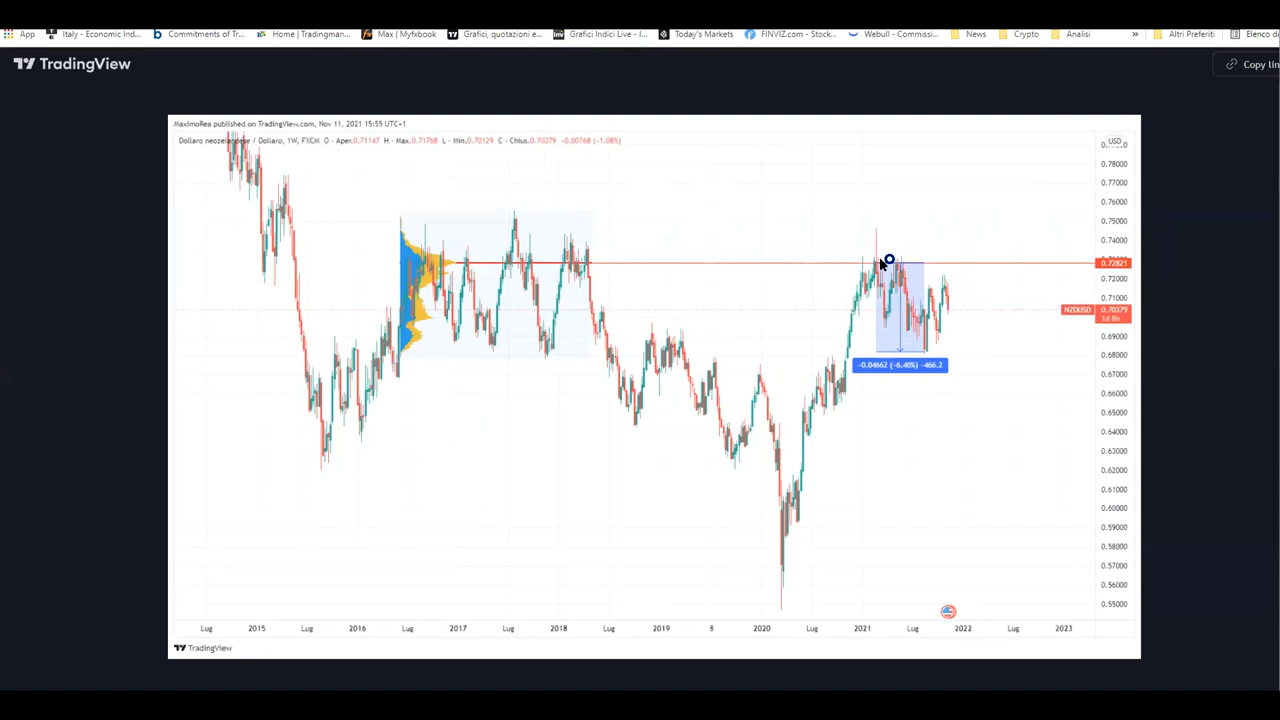 App Italy - Economic Ind... Commitments of Tr... Home | Tradingman... Max | Myfxbook Grafici, quotazioni e... Grafici Indici Live - I... Today's Markets FINVIZ.com - Stock... Webull - Commissi... News Crypto Analisi » Altri Preferiti Elenco di
TradingView
Copy lin
MaximoRea published on TradingView.com, Nov 11, 2021 15:55 UTC+1
Dollaro neozelandese / Dollaro, 1W, FXCM O - Aper.0.71147 H - Max.0.71768 L - Min.0.70129 C - Chius.0.70379 -0.00768 (-1.08%)
USD
0.78000
0.77000
0.76000
0.75000
0.74000
0.72821
0.72000
0.71000
NZDUSD 0.70379
1d 8h
0.69000
0.68000
-0.04662 (-6.40%) -466.2
0.67000
0.66000
0.65000
0.64000
0.63000
0.62000
0.61000
0.60000
0.59000
0.58000
0.57000
0.56000
0.55000
Lug 2015 Lug 2016 Lug 2017 Lug 2018 Lug 2019 8 2020 Lug 2021 Lug 2022 Lug 2023
TradingView